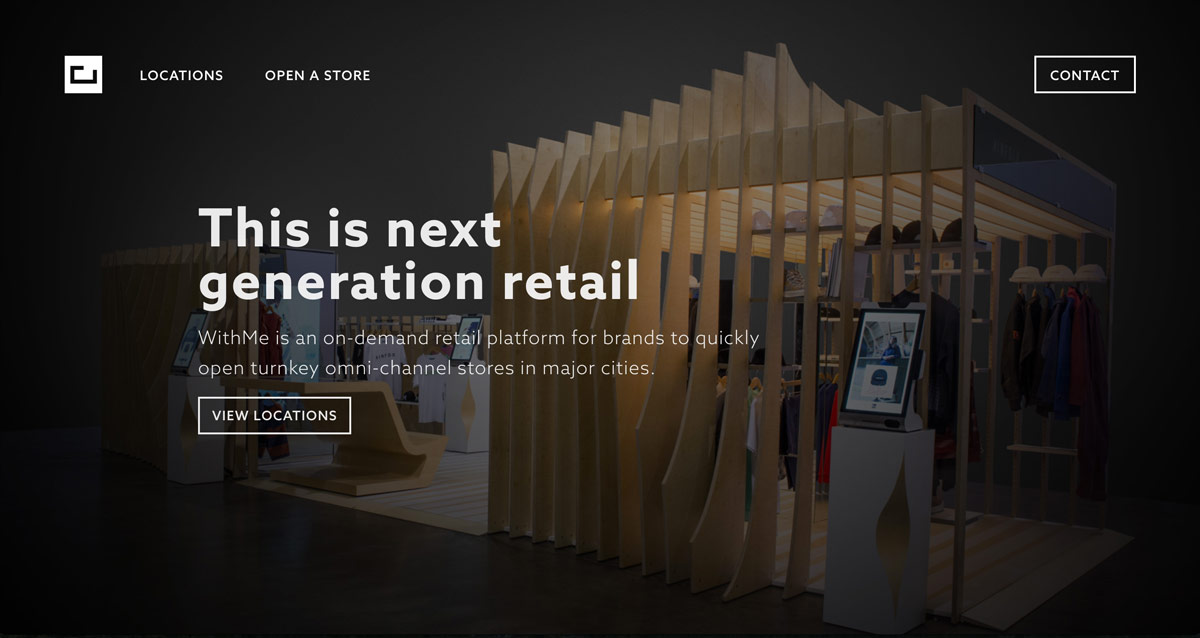 LOCATIONS
OPEN A STORE
CONTACT
This is next
generation retail
WithMe is an on-demand retail platform for brands to quickly
open turnkey omni-channel stores in major cities.
VIEW LOCATIONS